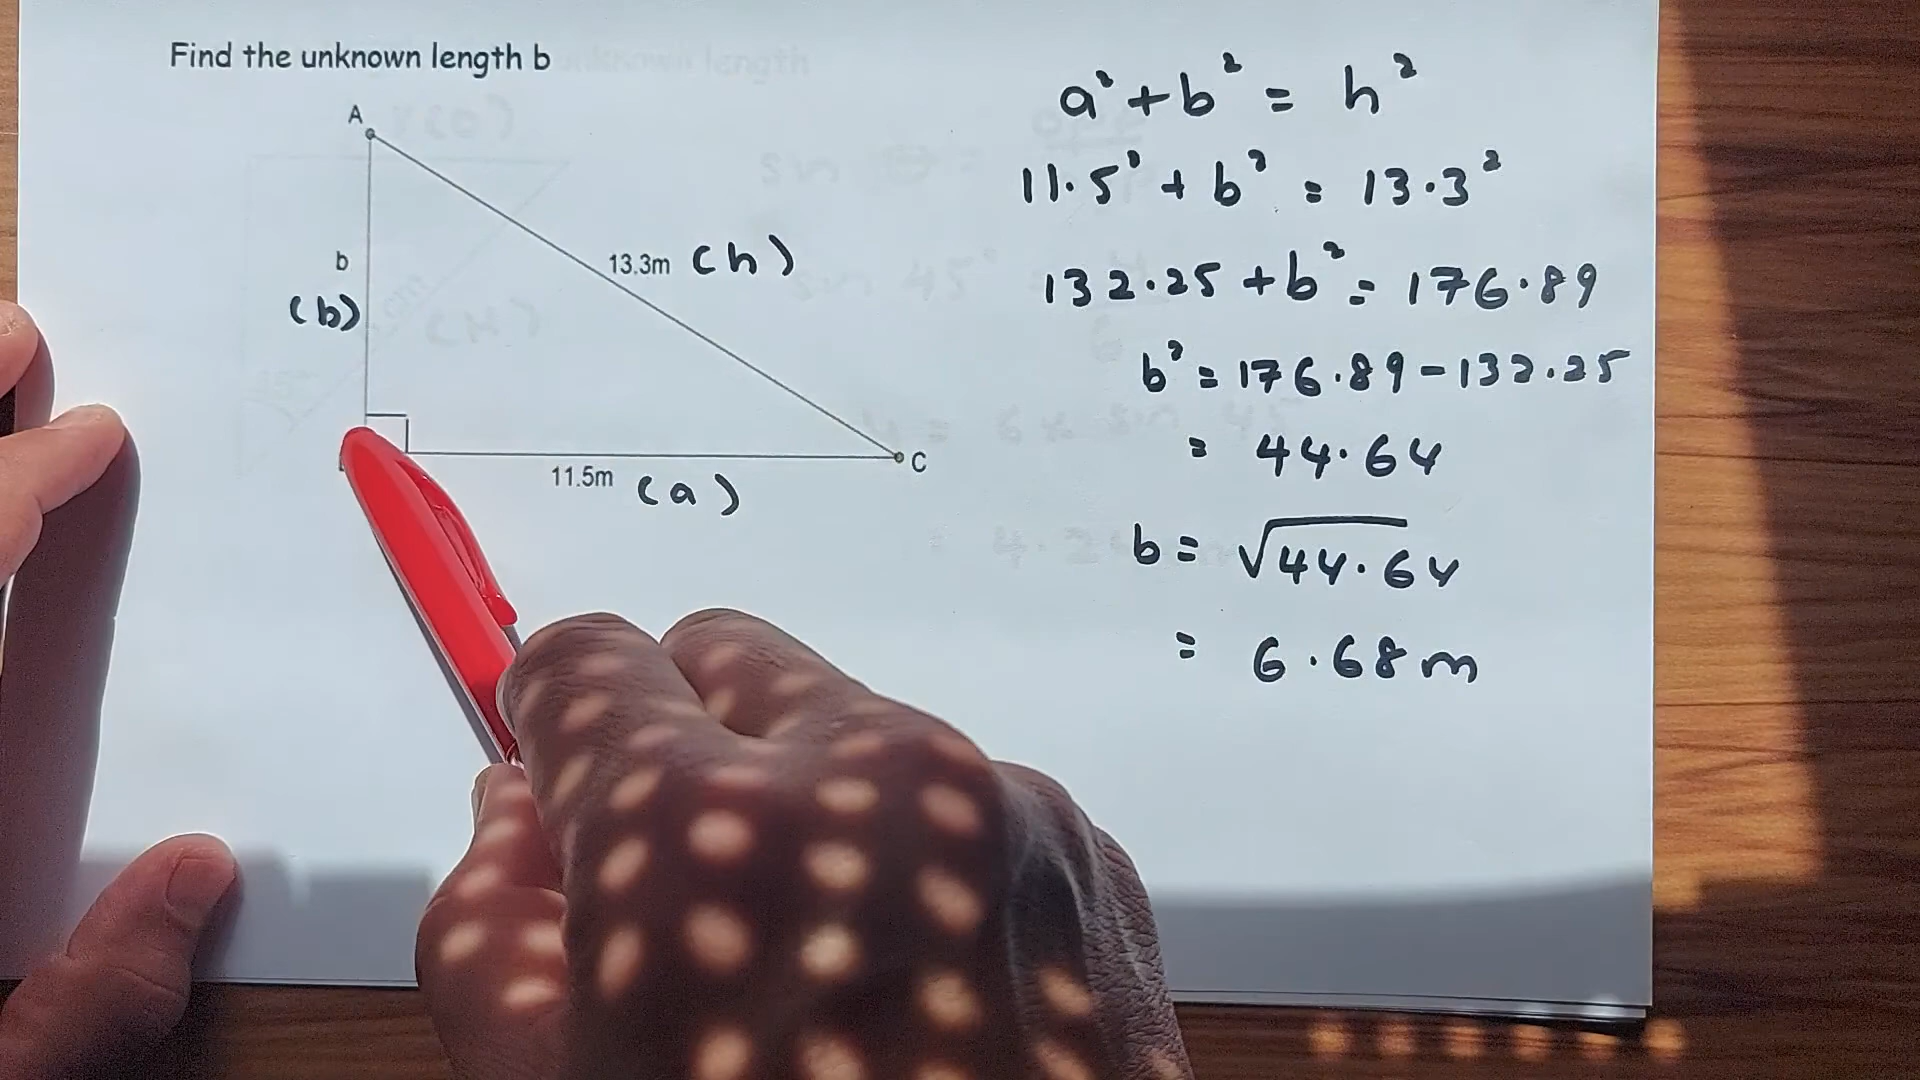 Find the unknown length b
A
b
(b)
13.3m (h)
C
11.5m (a)
a² + b² = h²
11.5² + b² = 13.3²
132.25 + b² = 176.89
b² = 176.89 - 132.25
= 44.64
b = √44.64
= 6.68m